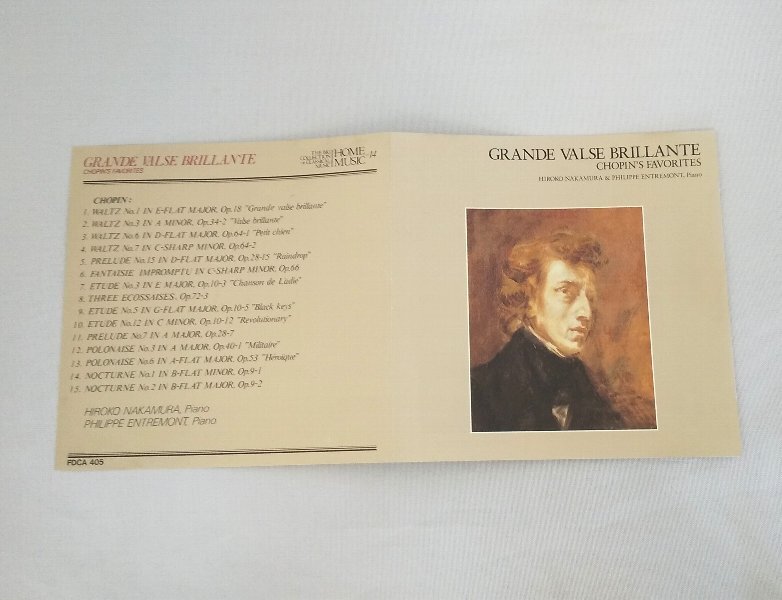 GRANDE VALSE BRILLANTE
CHOPIN'S FAVORITES
THE BIG
COLLECTION
of CLASSICAL
MUSIC
HOME
MUSIC
14
CHOPIN:
1. WALTZ No.1 IN E-FLAT MAJOR, Op.18 "Grande valse brillante"
2. WALTZ No.3 IN A MINOR, Op.34-2 "Valse brillante"
3. WALTZ No.6 IN D-FLAT MAJOR, Op.64-1 "Petit chien"
4. WALTZ No.7 IN C-SHARP MINOR, Op.64-2
5. PRELUDE No.15 IN D-FLAT MAJOR, Op.28-15 "Raindrop"
6. FANTAISIE IMPROMPTU IN C-SHARP MINOR, Op.66
7. ETUDE No.3 IN E MAJOR, Op.10-3 "Chanson de L'adie"
8. THREE ECOSSAISES, Op.72-3
9. ETUDE No.5 IN G-FLAT MAJOR, Op.10-5 "Black keys"
10. ETUDE No.12 IN C MINOR, Op.10-12 "Revolutionary"
11. PRELUDE No.7 IN A MAJOR, Op.28-7
12. POLONAISE No.3 IN A MAJOR, Op.40-1 "Militaire"
13. POLONAISE No.6 IN A-FLAT MAJOR, Op.53 "Héroique"
14. NOCTURNE No.1 IN B-FLAT MINOR, Op.9-1
15. NOCTURNE No.2 IN B-FLAT MAJOR, Op.9-2
HIROKO NAKAMURA, Piano
PHILIPPE ENTREMONT, Piano
FDCA 405
GRANDE VALSE BRILLANTE
CHOPIN'S FAVORITES
HIROKO NAKAMURA & PHILIPPE ENTREMONT, Piano